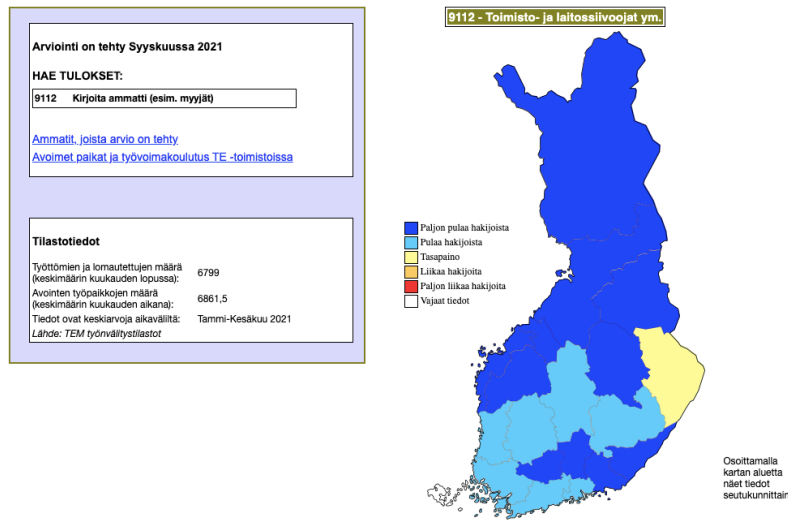 9112 - Toimisto- ja laitossiivoojat ym.
Arviointi on tehty Syyskuussa 2021
HAE TULOKSET:
9112 Kirjoita ammatti (esim. myyjät)
Ammatit, joista arvio on tehty
Avoimet paikat ja työvoimakoulutus TE -toimistoissa
Tilastotiedot
Työttömien ja lomautettujen määrä
(keskimäärin kuukauden lopussa): 6799
Avointen työpaikkojen määrä
(keskimäärin kuukauden aikana): 6861,5
Tiedot ovat keskiarvoja aikaväliltä: Tammi-Kesäkuu 2021
Lähde: TEM työnvälitystilastot
Paljon pulaa hakijoista
Pulaa hakijoista
Tasapaino
Liikaa hakijoita
Paljon liikaa hakijoita
Vajaat tiedot
Osoittamalla
kartan aluetta
näet tiedot
seutukunnittain